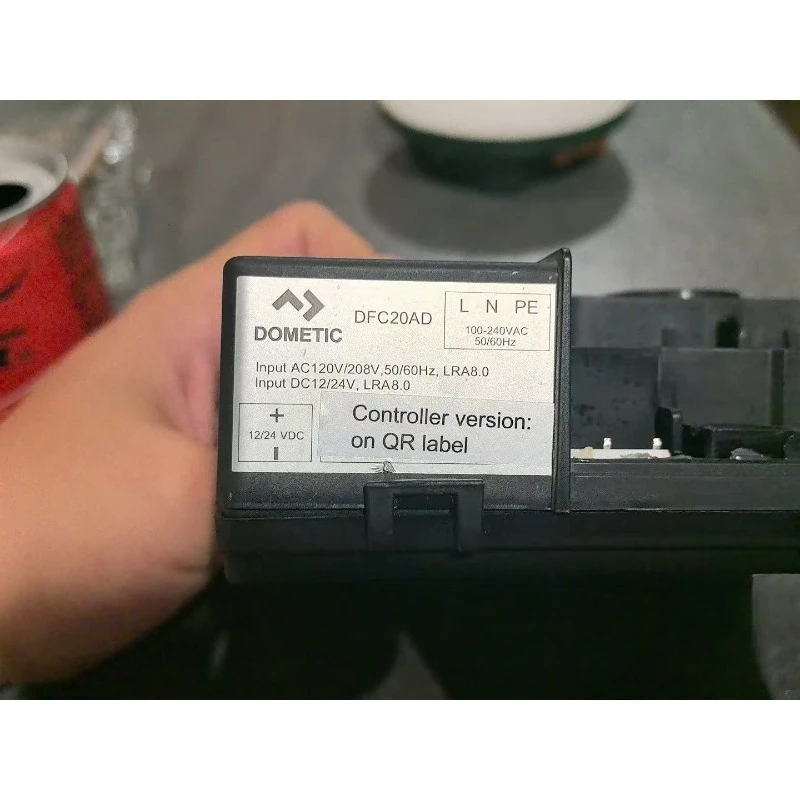 DOMETIC
DFC20AD
L N PE
100-240VAC
50/60Hz
Input AC120V/208V,50/60Hz, LRA8.0
Input DC12/24V, LRA8.0
+
12/24 VDC
Controller version:
on QR label